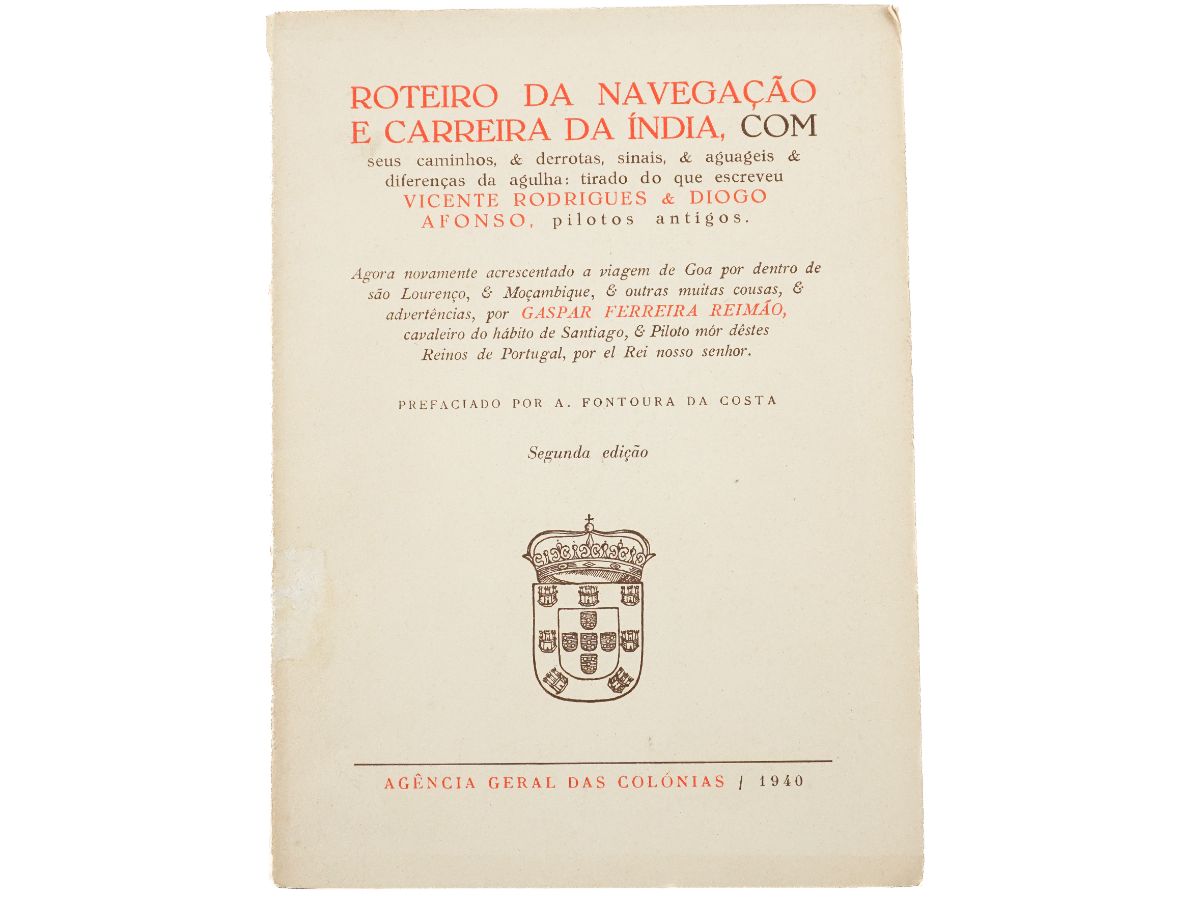 ROTEIRO DA NAVEGAÇÃO
E CARREIRA DA ÍNDIA, COM
seus caminhos, & derrotas, sinais, & aguageis &
diferenças da agulha: tirado do que escreveu
VICENTE RODRIGUES & DIOGO
AFONSO, pilotos antigos.
Agora novamente acrescentado a viagem de Goa por dentro de
são Lourenço, & Moçambique, & outras muitas cousas, &
advertências, por GASPAR FERREIRA REIMÃO,
cavaleiro do hábito de Santiago, & Piloto mór dêstes
Reinos de Portugal, por el Rei nosso senhor.
PREFACIADO POR A. FONTOURA DA COSTA
Segunda edição
AGÊNCIA GERAL DAS COLÓNIAS / 1940